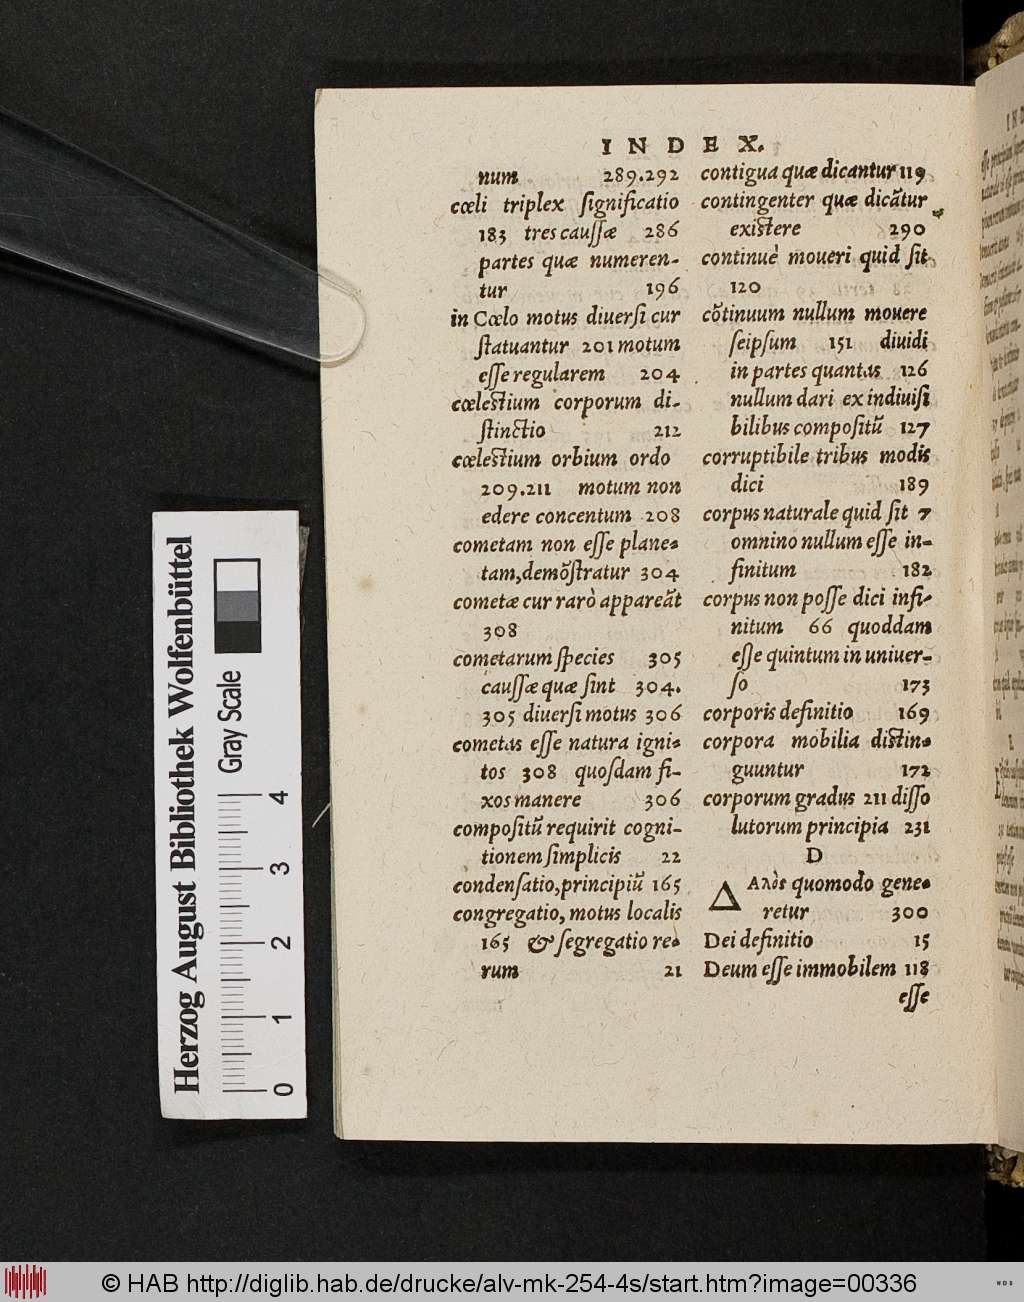 INDEX.
num 289.292
cœli triplex ſignificatio
183 tres cauſſæ 286
partes quæ numeren-
tur 196
in Cœlo motus diuerſi cur
ſtatuantur 201 motum
eſſe regularem 204
cœleſtium corporum di-
ſtinctio 212
cœleſtium orbium ordo
209.211 motum non
edere concentum 208
cometam non eſſe plane-
tam, demõſtratur 304
cometæ cur rarò appareãt
308
cometarum ſpecies 305
cauſſæ quæ ſint 304.
305 diuerſi motus 306
cometas eſſe natura igni-
tos 308 quoſdam fi-
xos manere 306
compoſitũ requirit cogni-
tionem ſimplicis 22
condenſatio, principiũ 165
congregatio, motus localis
165 & ſegregatio re-
rum 21
contigua quæ dicantur 119
contingenter quæ dicãtur
exiſtere 290
continuè moueri quid ſit
120
cõtinuum nullum mouere
ſeipſum 151 diuidi
in partes quantas 126
nullum dari ex indiuiſi
bilibus compoſitũ 127
corruptibile tribus modis
dici 189
corpus naturale quid ſit 7
omnino nullum eſſe in-
finitum 182
corpus non poſſe dici infi-
nitum 66 quoddam
eſſe quintum in uniuer-
ſo 173
corporis definitio 169
corpora mobilia diſtin-
guuntur 172
corporum gradus 211 diſſo
lutorum principia 231
D
Δαλὸς quomodo gene-
retur 300
Dei definitio 15
Deum eſſe immobilem 118
eſſe
Herzog August Bibliothek Wolfenbüttel
Gray Scale
0 1 2 3 4
© HAB http://diglib.hab.de/drucke/alv-mk-254-4s/start.htm?image=00336